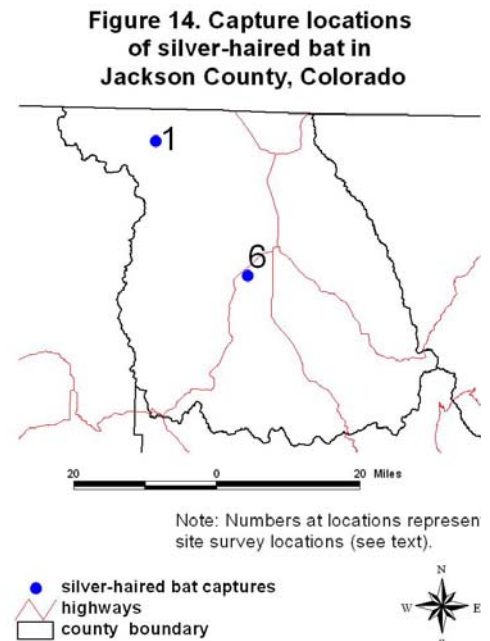 Figure 14. Capture locations
of silver-haired bat in
Jackson County, Colorado
1
6
20 0 20 Miles
Note: Numbers at locations represent
site survey locations (see text).
silver-haired bat captures
highways
county boundary
N
W E
S